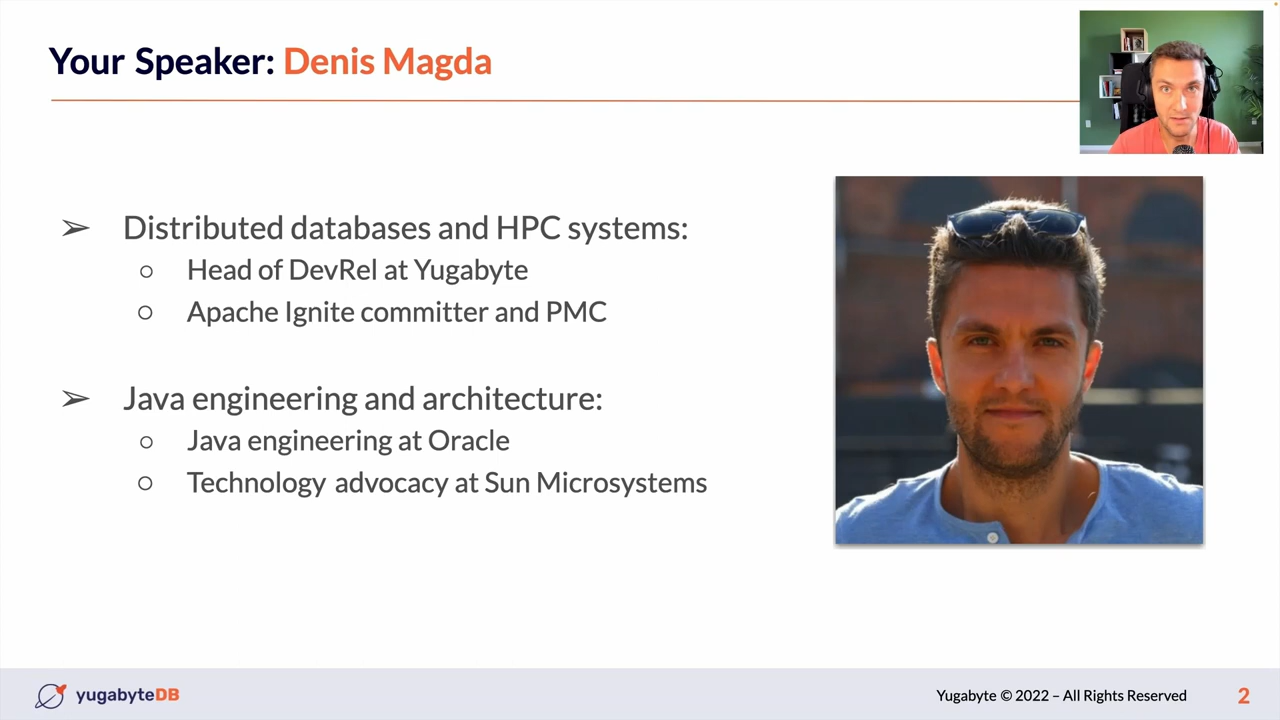 Your Speaker: Denis Magda
➢ Distributed databases and HPC systems:
○ Head of DevRel at Yugabyte
○ Apache Ignite committer and PMC
➢ Java engineering and architecture:
○ Java engineering at Oracle
○ Technology advocacy at Sun Microsystems
yugabyteDB
Yugabyte © 2022 – All Rights Reserved
2